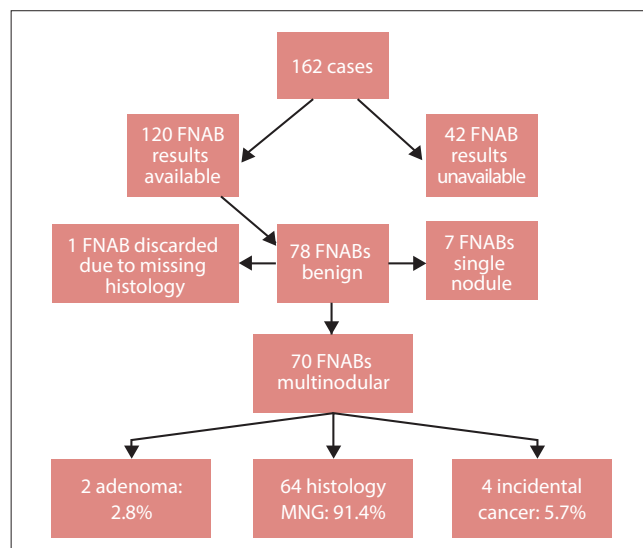 162 cases
120 FNAB
results
available
42 FNAB
results
unavailable
1 FNAB discarded
due to missing
histology
78 FNABs
benign
7 FNABs
single
nodule
70 FNABs
multinodular
2 adenoma:
2.8%
64 histology
MNG: 91.4%
4 incidental
cancer: 5.7%